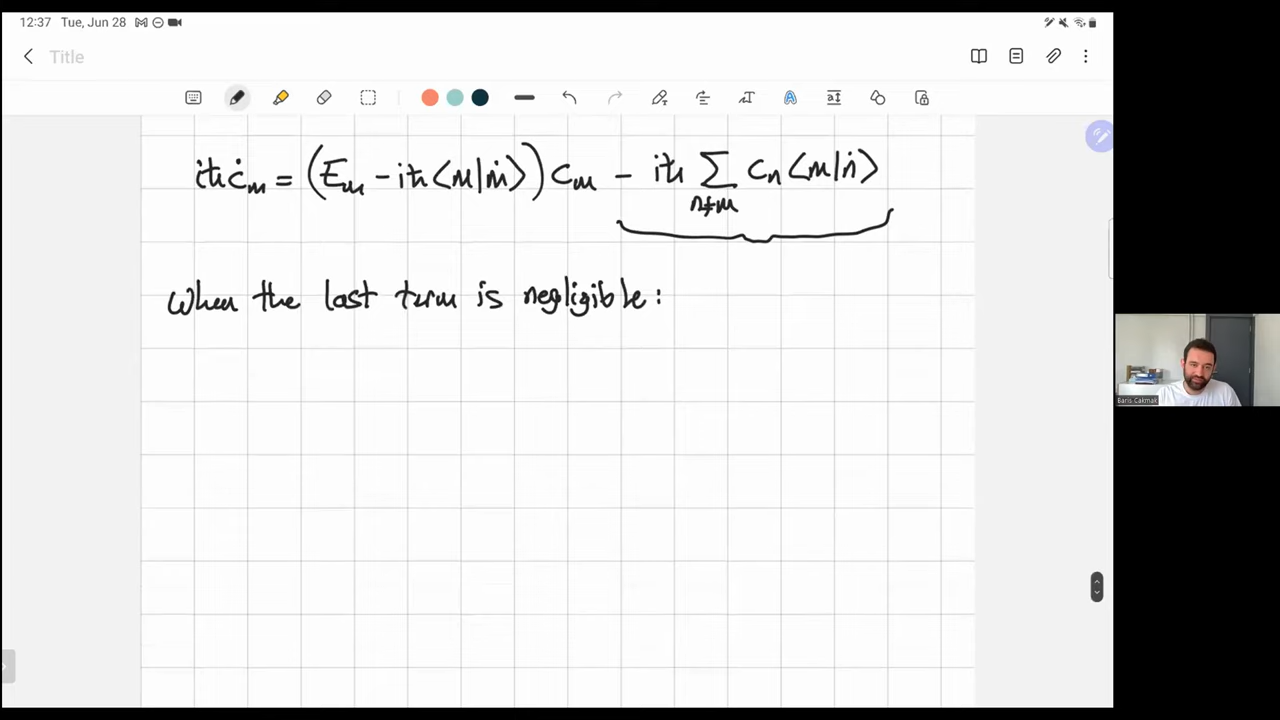 12:37 Tue, Jun 28
Title
iħċₘ = (Eₘ - iħ⟨m|ṁ⟩) cₘ - iħ ∑ cₙ⟨m|ṅ⟩
n≠m
When the last term is negligible:
Baris Cakmak